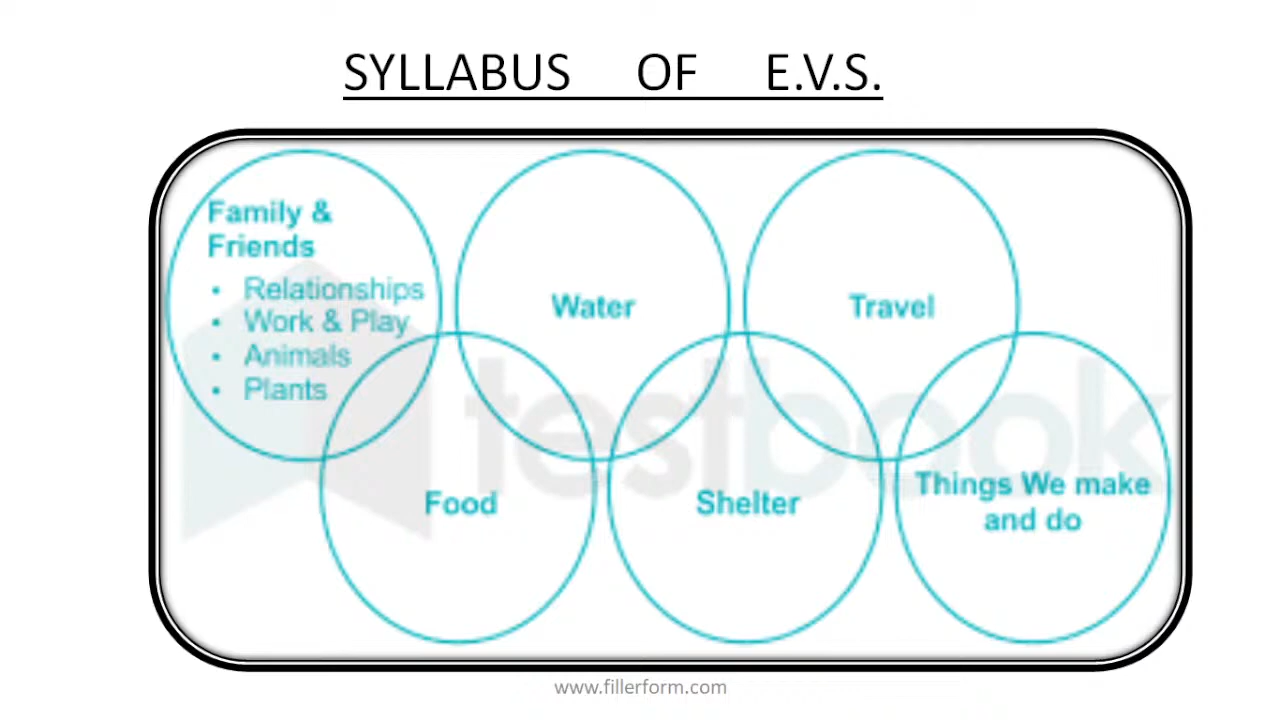 SYLLABUS OF E.V.S.
Family &
Friends
• Relationships
• Work & Play
• Animals
• Plants
Water
Travel
Food
Shelter
Things We make
and do
testbook
www.fillerform.com